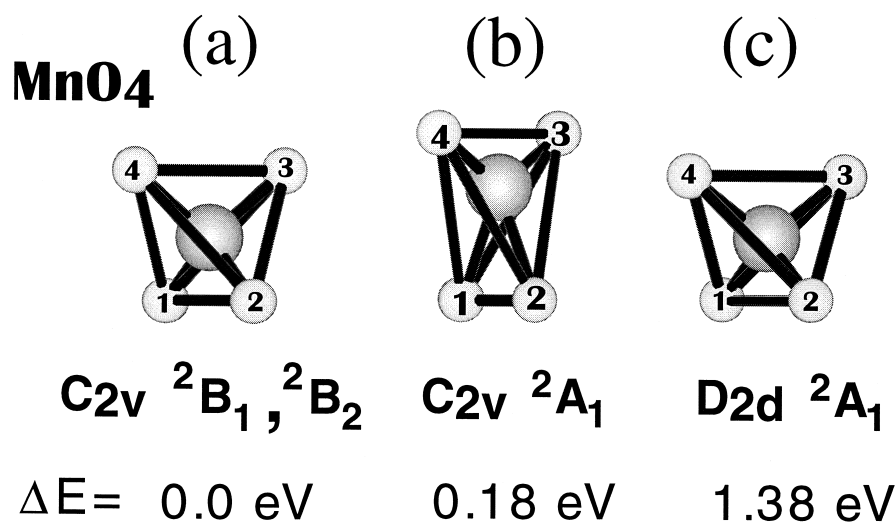 (a) (b) (c)
MnO4
4 3 4 3 4 3
1 2 1 2 1 2
C2v ²B₁ ,²B₂ C2v ²A₁ D2d ²A₁
ΔE= 0.0 eV 0.18 eV 1.38 eV